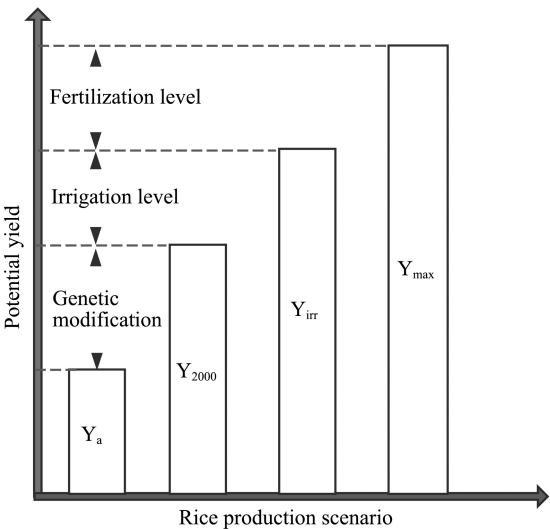 Fertilization level
Irrigation level
Genetic
modification
Potential yield
Yₐ
Y₂₀₀₀
Yᵢᵣᵣ
Yₘₐₓ
Rice production scenario